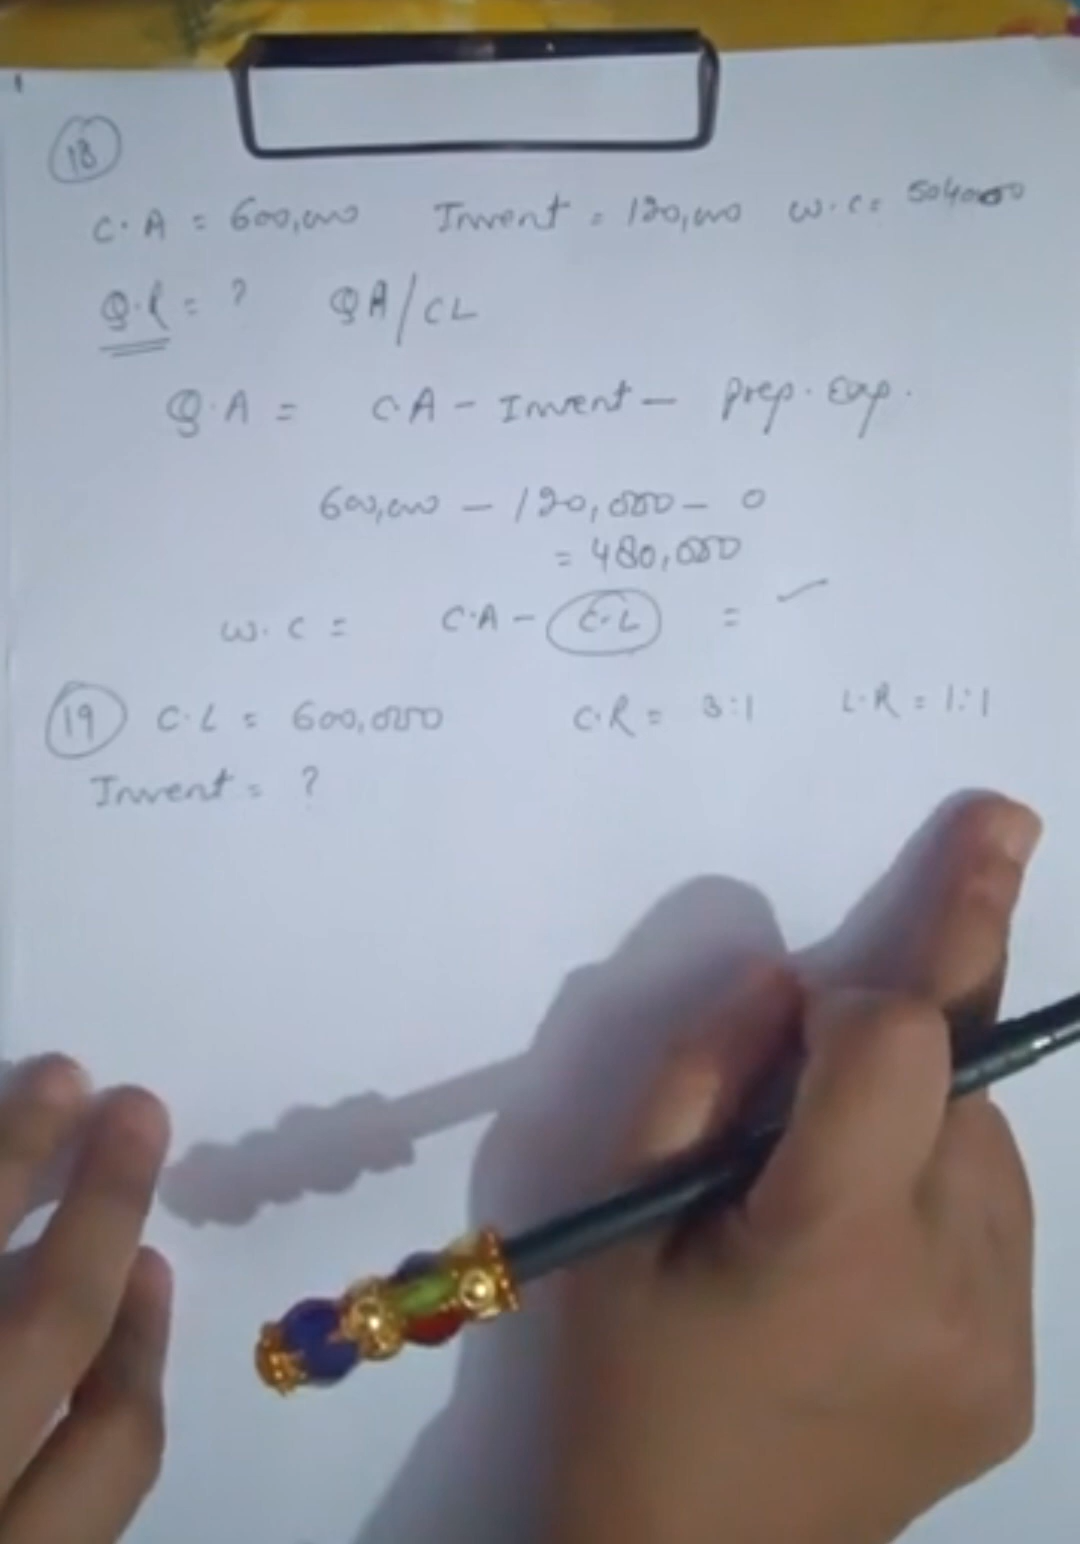 18
C.A = 600,000 Invent = 120,000 W.C = 504000
Q.R = ? QA/CL
Q.A = C.A - Invent - Prep. Exp.
600,000 - 120,000 - 0
= 480,000
W.C = C.A - C.L =
19 C.L = 600,000 C.R = 3:1 L.R = 1:1
Invent = ?